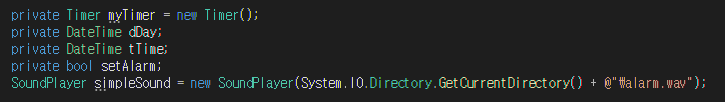 private Timer myTimer = new Timer();
private DateTime dDay;
private DateTime tTime;
private bool setAlarm;
SoundPlayer simpleSound = new SoundPlayer(System.IO.Directory.GetCurrentDirectory() + @"₩alarm.wav");